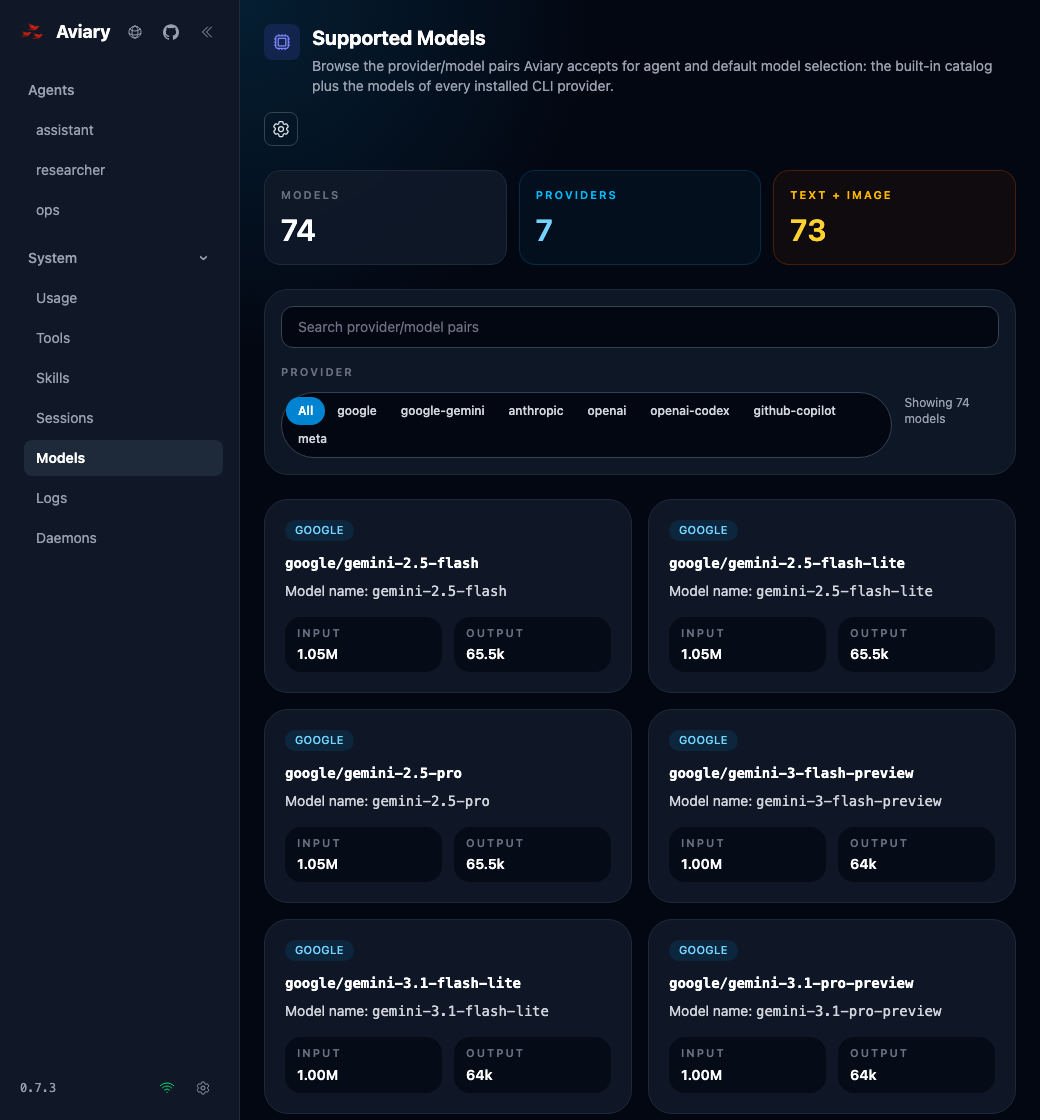 Aviary
Agents
assistant
researcher
ops
System
Usage
Tools
Skills
Sessions
Models
Logs
Daemons
0.7.3
Supported Models
Browse the provider/model pairs Aviary accepts for agent and default model selection: the built-in catalog
plus the models of every installed CLI provider.
MODELS
74
PROVIDERS
7
TEXT + IMAGE
73
Search provider/model pairs
PROVIDER
All google google-gemini anthropic openai openai-codex github-copilot
meta
Showing 74
models
GOOGLE
google/gemini-2.5-flash
Model name: gemini-2.5-flash
INPUT OUTPUT
1.05M 65.5k
GOOGLE
google/gemini-2.5-flash-lite
Model name: gemini-2.5-flash-lite
INPUT OUTPUT
1.05M 65.5k
GOOGLE
google/gemini-2.5-pro
Model name: gemini-2.5-pro
INPUT OUTPUT
1.05M 65.5k
GOOGLE
google/gemini-3-flash-preview
Model name: gemini-3-flash-preview
INPUT OUTPUT
1.00M 64k
GOOGLE
google/gemini-3.1-flash-lite
Model name: gemini-3.1-flash-lite
INPUT OUTPUT
1.00M 64k
GOOGLE
google/gemini-3.1-pro-preview
Model name: gemini-3.1-pro-preview
INPUT OUTPUT
1.00M 64k